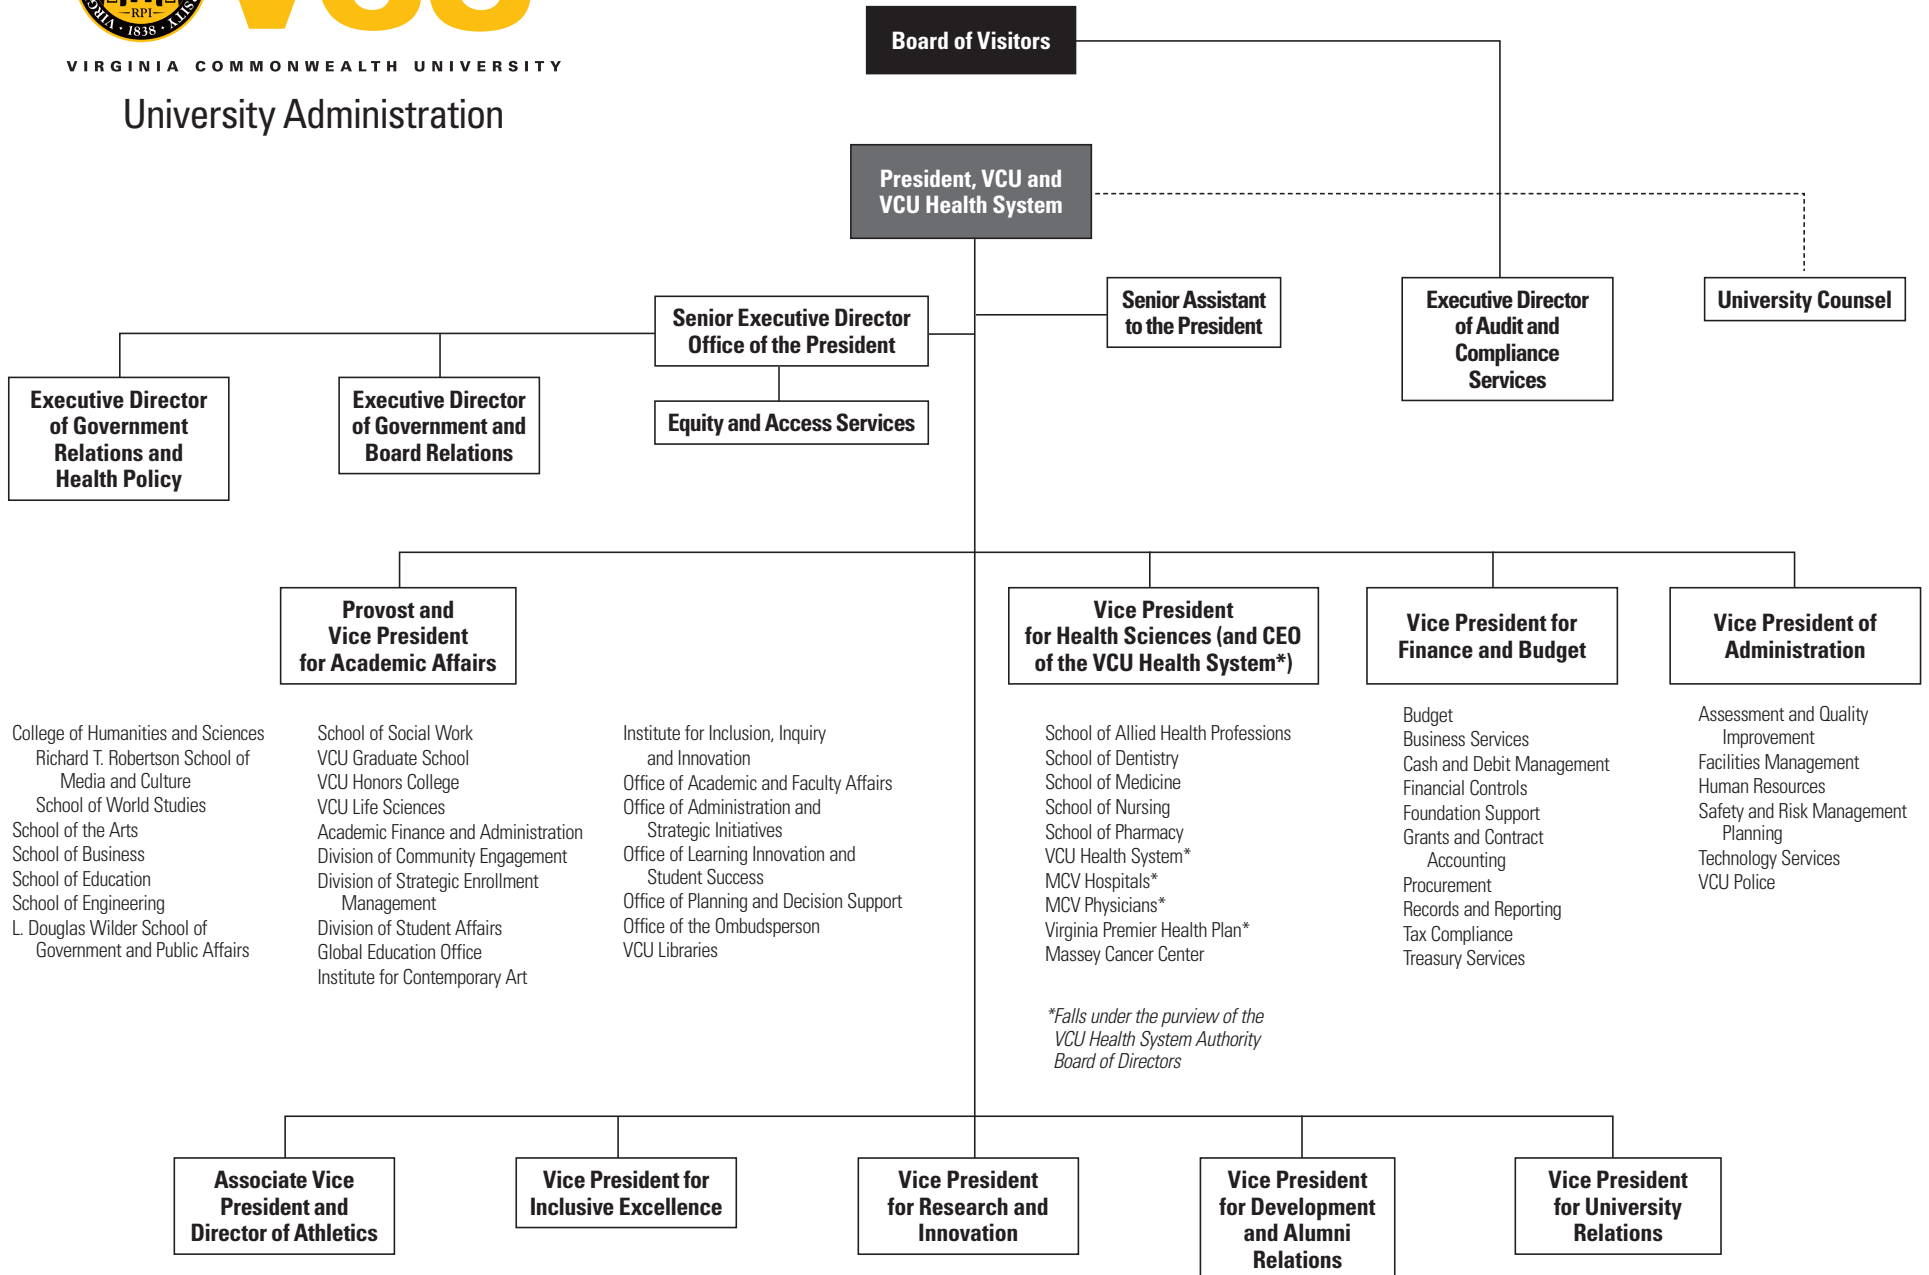 VCU
RPI
1838
VIRGINIA COMMONWEALTH UNIVERSITY
University Administration
Board of Visitors
President, VCU and
VCU Health System
Senior Executive Director
Office of the President
Senior Assistant
to the President
Executive Director
of Audit and
Compliance
Services
University Counsel
Executive Director
of Government
Relations and
Health Policy
Executive Director
of Government and
Board Relations
Equity and Access Services
Provost and
Vice President
for Academic Affairs
Vice President
for Health Sciences (and CEO
of the VCU Health System*)
Vice President for
Finance and Budget
Vice President of
Administration
College of Humanities and Sciences
Richard T. Robertson School of
Media and Culture
School of World Studies
School of the Arts
School of Business
School of Education
School of Engineering
L. Douglas Wilder School of
Government and Public Affairs
School of Social Work
VCU Graduate School
VCU Honors College
VCU Life Sciences
Academic Finance and Administration
Division of Community Engagement
Division of Strategic Enrollment
Management
Division of Student Affairs
Global Education Office
Institute for Contemporary Art
Institute for Inclusion, Inquiry
and Innovation
Office of Academic and Faculty Affairs
Office of Administration and
Strategic Initiatives
Office of Learning Innovation and
Student Success
Office of Planning and Decision Support
Office of the Ombudsperson
VCU Libraries
School of Allied Health Professions
School of Dentistry
School of Medicine
School of Nursing
School of Pharmacy
VCU Health System*
MCV Hospitals*
MCV Physicians*
Virginia Premier Health Plan*
Massey Cancer Center
*Falls under the purview of the
VCU Health System Authority
Board of Directors
Budget
Business Services
Cash and Debit Management
Financial Controls
Foundation Support
Grants and Contract
Accounting
Procurement
Records and Reporting
Tax Compliance
Treasury Services
Assessment and Quality
Improvement
Facilities Management
Human Resources
Safety and Risk Management
Planning
Technology Services
VCU Police
Associate Vice
President and
Director of Athletics
Vice President for
Inclusive Excellence
Vice President
for Research and
Innovation
Vice President
for Development
and Alumni
Relations
Vice President
for University
Relations